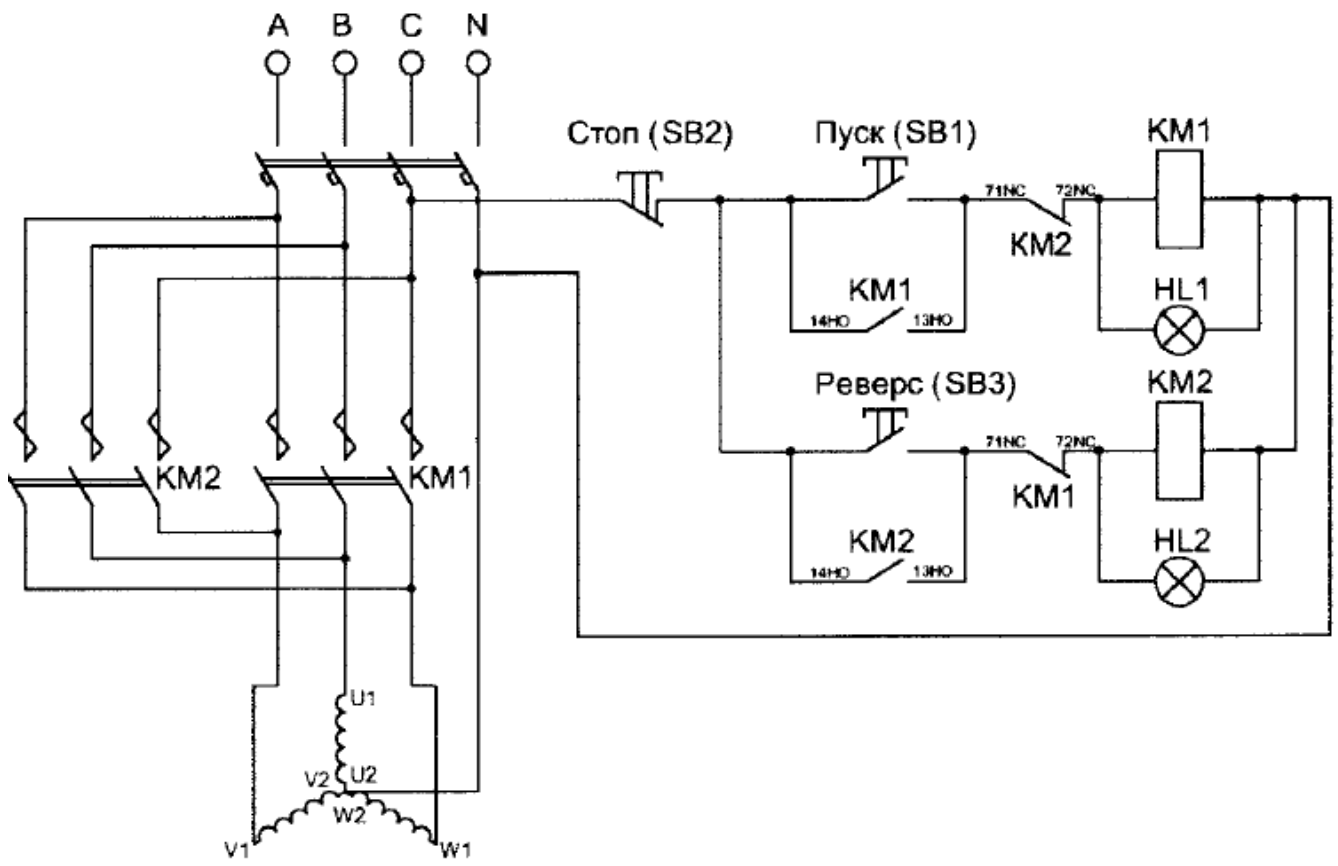 A B C N
Стоп (SB2) Пуск (SB1) KM1
71NC 72NC
KM2
KM1 HL1
14HO 13HO
Реверс (SB3) KM2
71NC 72NC
KM2 KM1 KM1
KM2 HL2
14HO 13HO
U1
V2 U2
W2
V1 W1